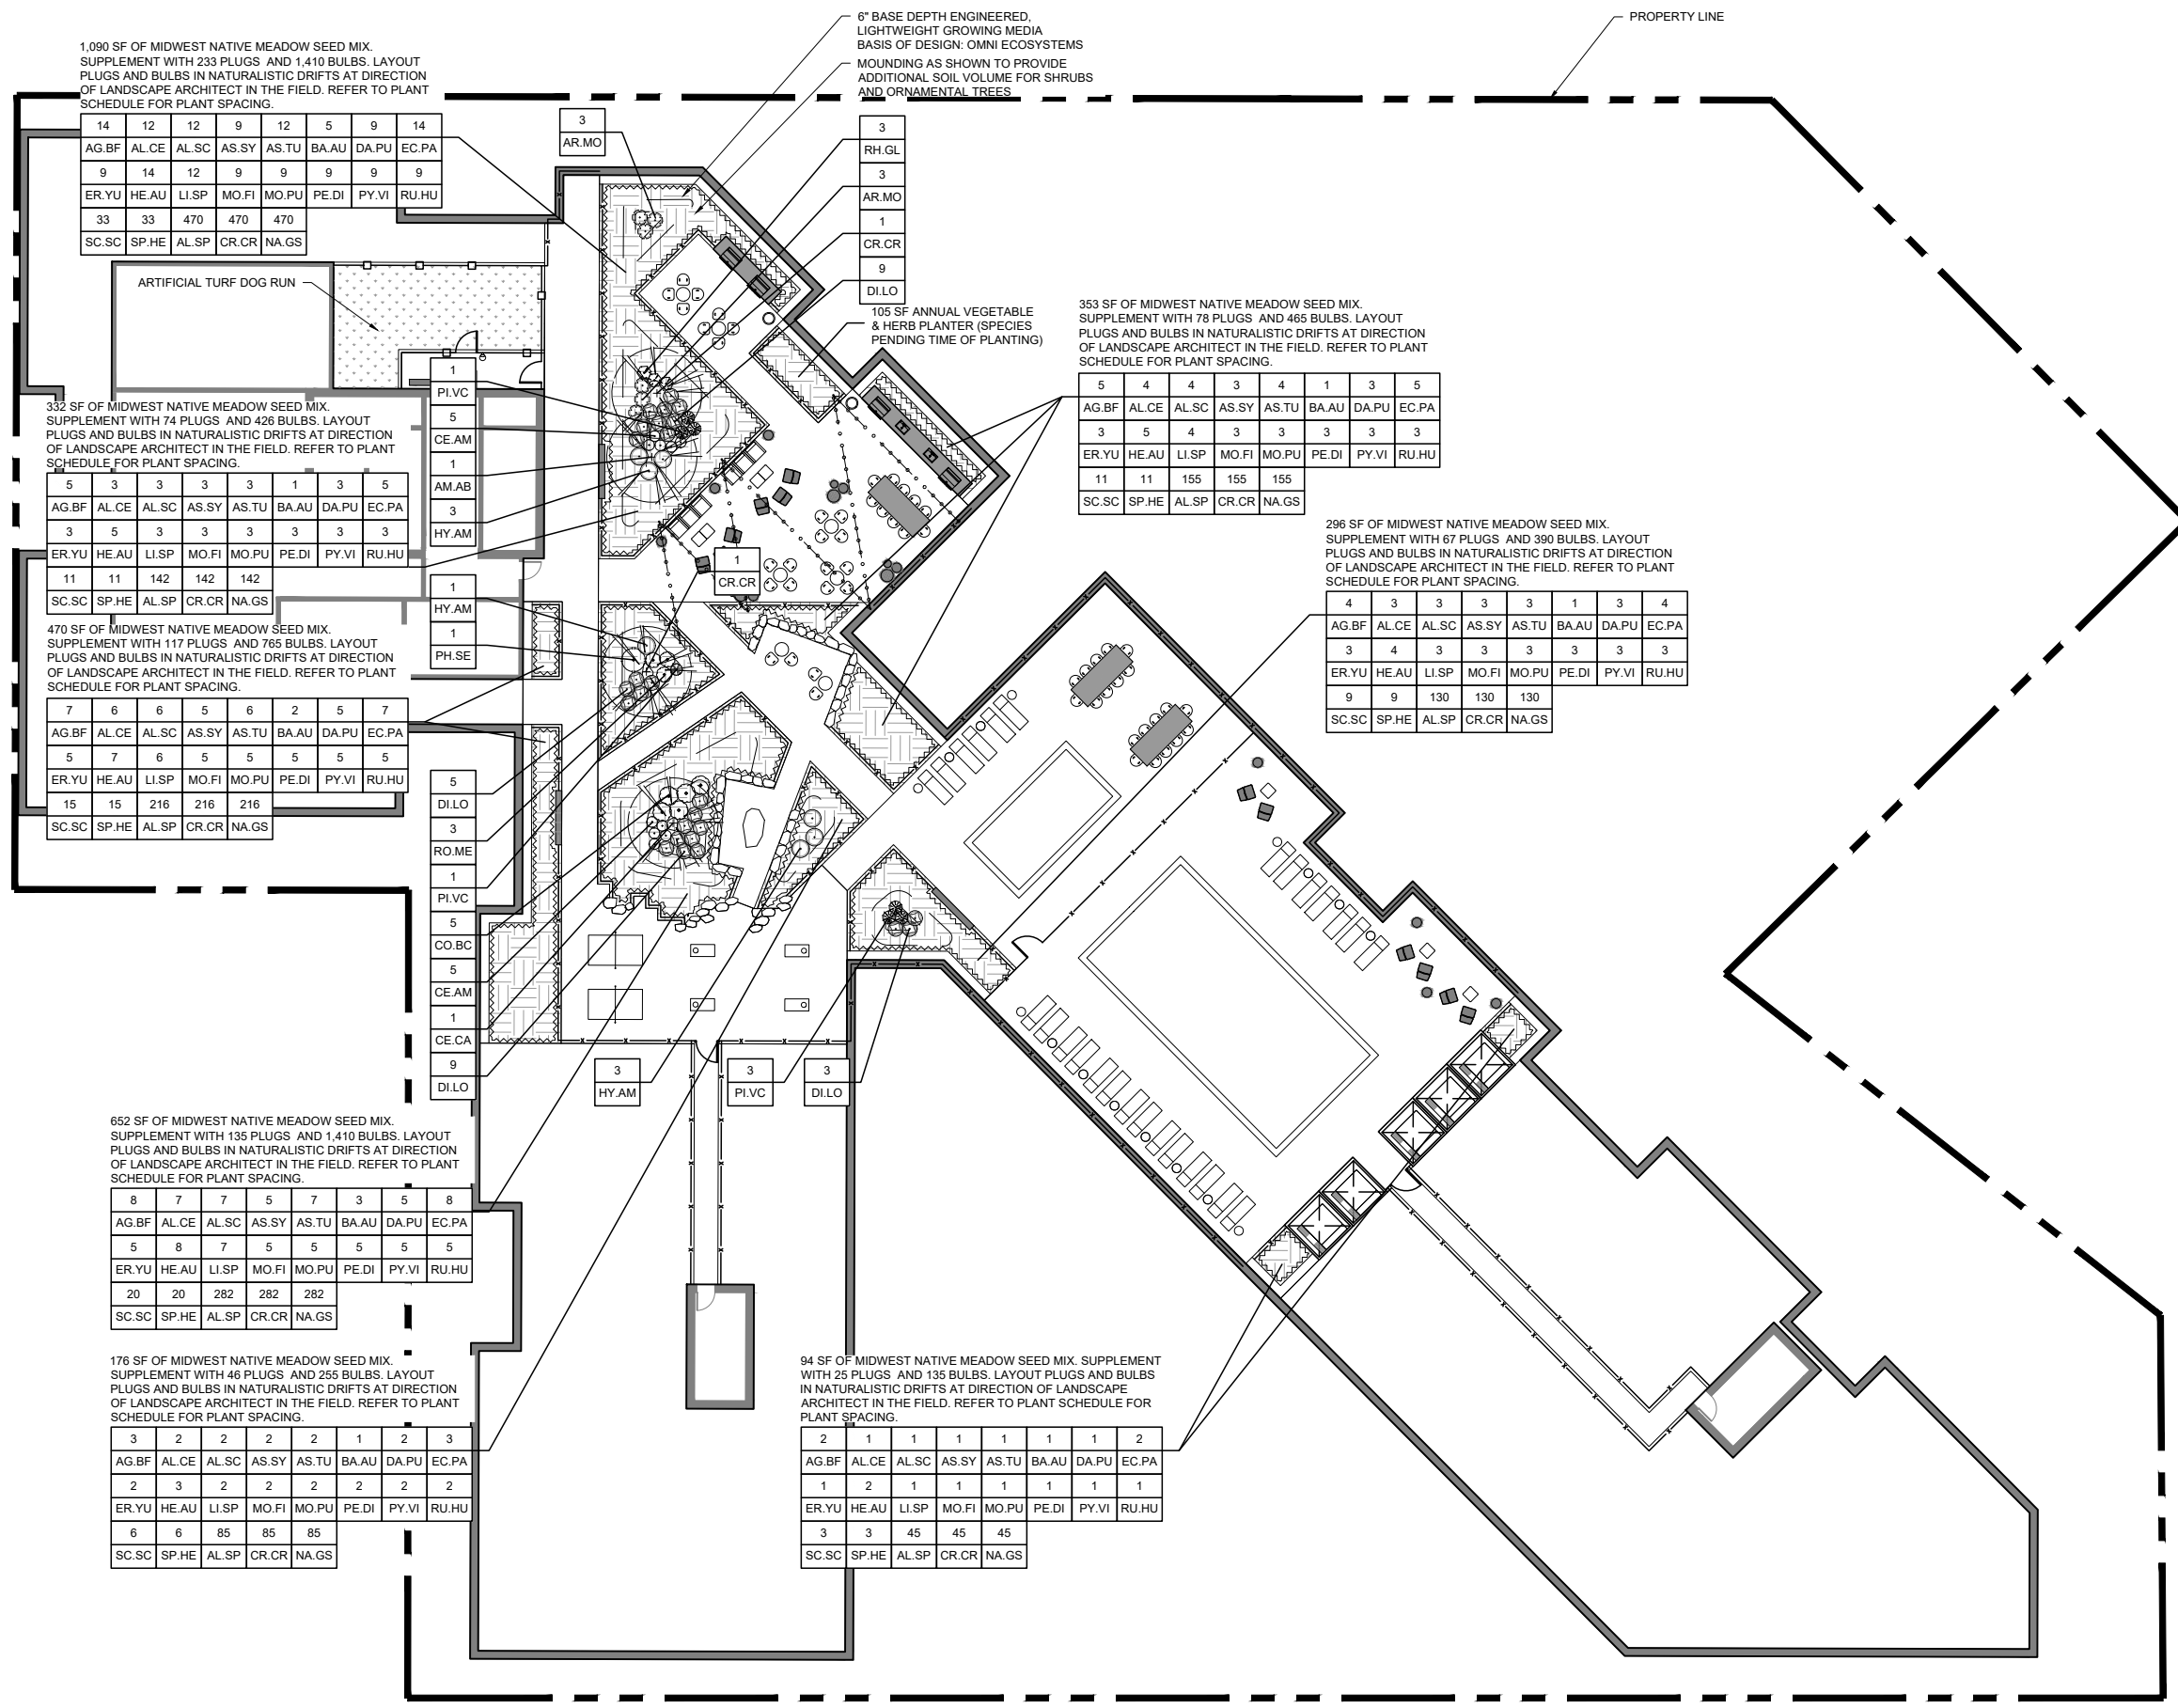 6" BASE DEPTH ENGINEERED,
LIGHTWEIGHT GROWING MEDIA
BASIS OF DESIGN: OMNI ECOSYSTEMS
MOUNDING AS SHOWN TO PROVIDE
ADDITIONAL SOIL VOLUME FOR SHRUBS
AND ORNAMENTAL TREES
PROPERTY LINE
1,090 SF OF MIDWEST NATIVE MEADOW SEED MIX.
SUPPLEMENT WITH 233 PLUGS AND 1,410 BULBS. LAYOUT
PLUGS AND BULBS IN NATURALISTIC DRIFTS AT DIRECTION
OF LANDSCAPE ARCHITECT IN THE FIELD. REFER TO PLANT
SCHEDULE FOR PLANT SPACING.
14 12 12 9 12 5 9 14
AG.BF AL.CE AL.SC AS.SY AS.TU BA.AU DA.PU EC.PA
9 14 12 9 9 9 9 9
ER.YU HE.AU LI.SP MO.FI MO.PU PE.DI PY.VI RU.HU
33 33 470 470 470
SC.SC SP.HE AL.SP CR.CR NA.GS
3
AR.MO
3
RH.GL
3
AR.MO
1
CR.CR
9
DI.LO
ARTIFICIAL TURF DOG RUN
105 SF ANNUAL VEGETABLE
& HERB PLANTER (SPECIES
PENDING TIME OF PLANTING)
353 SF OF MIDWEST NATIVE MEADOW SEED MIX.
SUPPLEMENT WITH 78 PLUGS AND 465 BULBS. LAYOUT
PLUGS AND BULBS IN NATURALISTIC DRIFTS AT DIRECTION
OF LANDSCAPE ARCHITECT IN THE FIELD. REFER TO PLANT
SCHEDULE FOR PLANT SPACING.
5 4 4 3 4 1 3 5
AG.BF AL.CE AL.SC AS.SY AS.TU BA.AU DA.PU EC.PA
3 5 4 3 3 3 3 3
ER.YU HE.AU LI.SP MO.FI MO.PU PE.DI PY.VI RU.HU
11 11 155 155 155
SC.SC SP.HE AL.SP CR.CR NA.GS
1
PI.VC
5
CE.AM
1
AM.AB
3
HY.AM
332 SF OF MIDWEST NATIVE MEADOW SEED MIX.
SUPPLEMENT WITH 74 PLUGS AND 426 BULBS. LAYOUT
PLUGS AND BULBS IN NATURALISTIC DRIFTS AT DIRECTION
OF LANDSCAPE ARCHITECT IN THE FIELD. REFER TO PLANT
SCHEDULE FOR PLANT SPACING.
5 3 3 3 3 1 3 5
AG.BF AL.CE AL.SC AS.SY AS.TU BA.AU DA.PU EC.PA
3 5 3 3 3 3 3 3
ER.YU HE.AU LI.SP MO.FI MO.PU PE.DI PY.VI RU.HU
11 11 142 142 142
SC.SC SP.HE AL.SP CR.CR NA.GS
296 SF OF MIDWEST NATIVE MEADOW SEED MIX.
SUPPLEMENT WITH 67 PLUGS AND 390 BULBS. LAYOUT
PLUGS AND BULBS IN NATURALISTIC DRIFTS AT DIRECTION
OF LANDSCAPE ARCHITECT IN THE FIELD. REFER TO PLANT
SCHEDULE FOR PLANT SPACING.
4 3 3 3 3 1 3 4
AG.BF AL.CE AL.SC AS.SY AS.TU BA.AU DA.PU EC.PA
3 4 3 3 3 3 3 3
ER.YU HE.AU LI.SP MO.FI MO.PU PE.DI PY.VI RU.HU
9 9 130 130 130
SC.SC SP.HE AL.SP CR.CR NA.GS
1
CR.CR
1
HY.AM
1
PH.SE
470 SF OF MIDWEST NATIVE MEADOW SEED MIX.
SUPPLEMENT WITH 117 PLUGS AND 765 BULBS. LAYOUT
PLUGS AND BULBS IN NATURALISTIC DRIFTS AT DIRECTION
OF LANDSCAPE ARCHITECT IN THE FIELD. REFER TO PLANT
SCHEDULE FOR PLANT SPACING.
7 6 6 5 6 2 5 7
AG.BF AL.CE AL.SC AS.SY AS.TU BA.AU DA.PU EC.PA
5 7 6 5 5 5 5 5
ER.YU HE.AU LI.SP MO.FI MO.PU PE.DI PY.VI RU.HU
15 15 216 216 216
SC.SC SP.HE AL.SP CR.CR NA.GS
5
DI.LO
3
RO.ME
1
PI.VC
5
CO.BC
5
CE.AM
1
CE.CA
9
DI.LO
3
HY.AM
3
PI.VC
3
DI.LO
652 SF OF MIDWEST NATIVE MEADOW SEED MIX.
SUPPLEMENT WITH 135 PLUGS AND 1,410 BULBS. LAYOUT
PLUGS AND BULBS IN NATURALISTIC DRIFTS AT DIRECTION
OF LANDSCAPE ARCHITECT IN THE FIELD. REFER TO PLANT
SCHEDULE FOR PLANT SPACING.
8 7 7 5 7 3 5 8
AG.BF AL.CE AL.SC AS.SY AS.TU BA.AU DA.PU EC.PA
5 8 7 5 5 5 5 5
ER.YU HE.AU LI.SP MO.FI MO.PU PE.DI PY.VI RU.HU
20 20 282 282 282
SC.SC SP.HE AL.SP CR.CR NA.GS
176 SF OF MIDWEST NATIVE MEADOW SEED MIX.
SUPPLEMENT WITH 46 PLUGS AND 255 BULBS. LAYOUT
PLUGS AND BULBS IN NATURALISTIC DRIFTS AT DIRECTION
OF LANDSCAPE ARCHITECT IN THE FIELD. REFER TO PLANT
SCHEDULE FOR PLANT SPACING.
3 2 2 2 2 1 2 3
AG.BF AL.CE AL.SC AS.SY AS.TU BA.AU DA.PU EC.PA
2 3 2 2 2 2 2 2
ER.YU HE.AU LI.SP MO.FI MO.PU PE.DI PY.VI RU.HU
6 6 85 85 85
SC.SC SP.HE AL.SP CR.CR NA.GS
94 SF OF MIDWEST NATIVE MEADOW SEED MIX. SUPPLEMENT
WITH 25 PLUGS AND 135 BULBS. LAYOUT PLUGS AND BULBS
IN NATURALISTIC DRIFTS AT DIRECTION OF LANDSCAPE
ARCHITECT IN THE FIELD. REFER TO PLANT SCHEDULE FOR
PLANT SPACING.
2 1 1 1 1 1 1 2
AG.BF AL.CE AL.SC AS.SY AS.TU BA.AU DA.PU EC.PA
1 2 1 1 1 1 1 1
ER.YU HE.AU LI.SP MO.FI MO.PU PE.DI PY.VI RU.HU
3 3 45 45 45
SC.SC SP.HE AL.SP CR.CR NA.GS